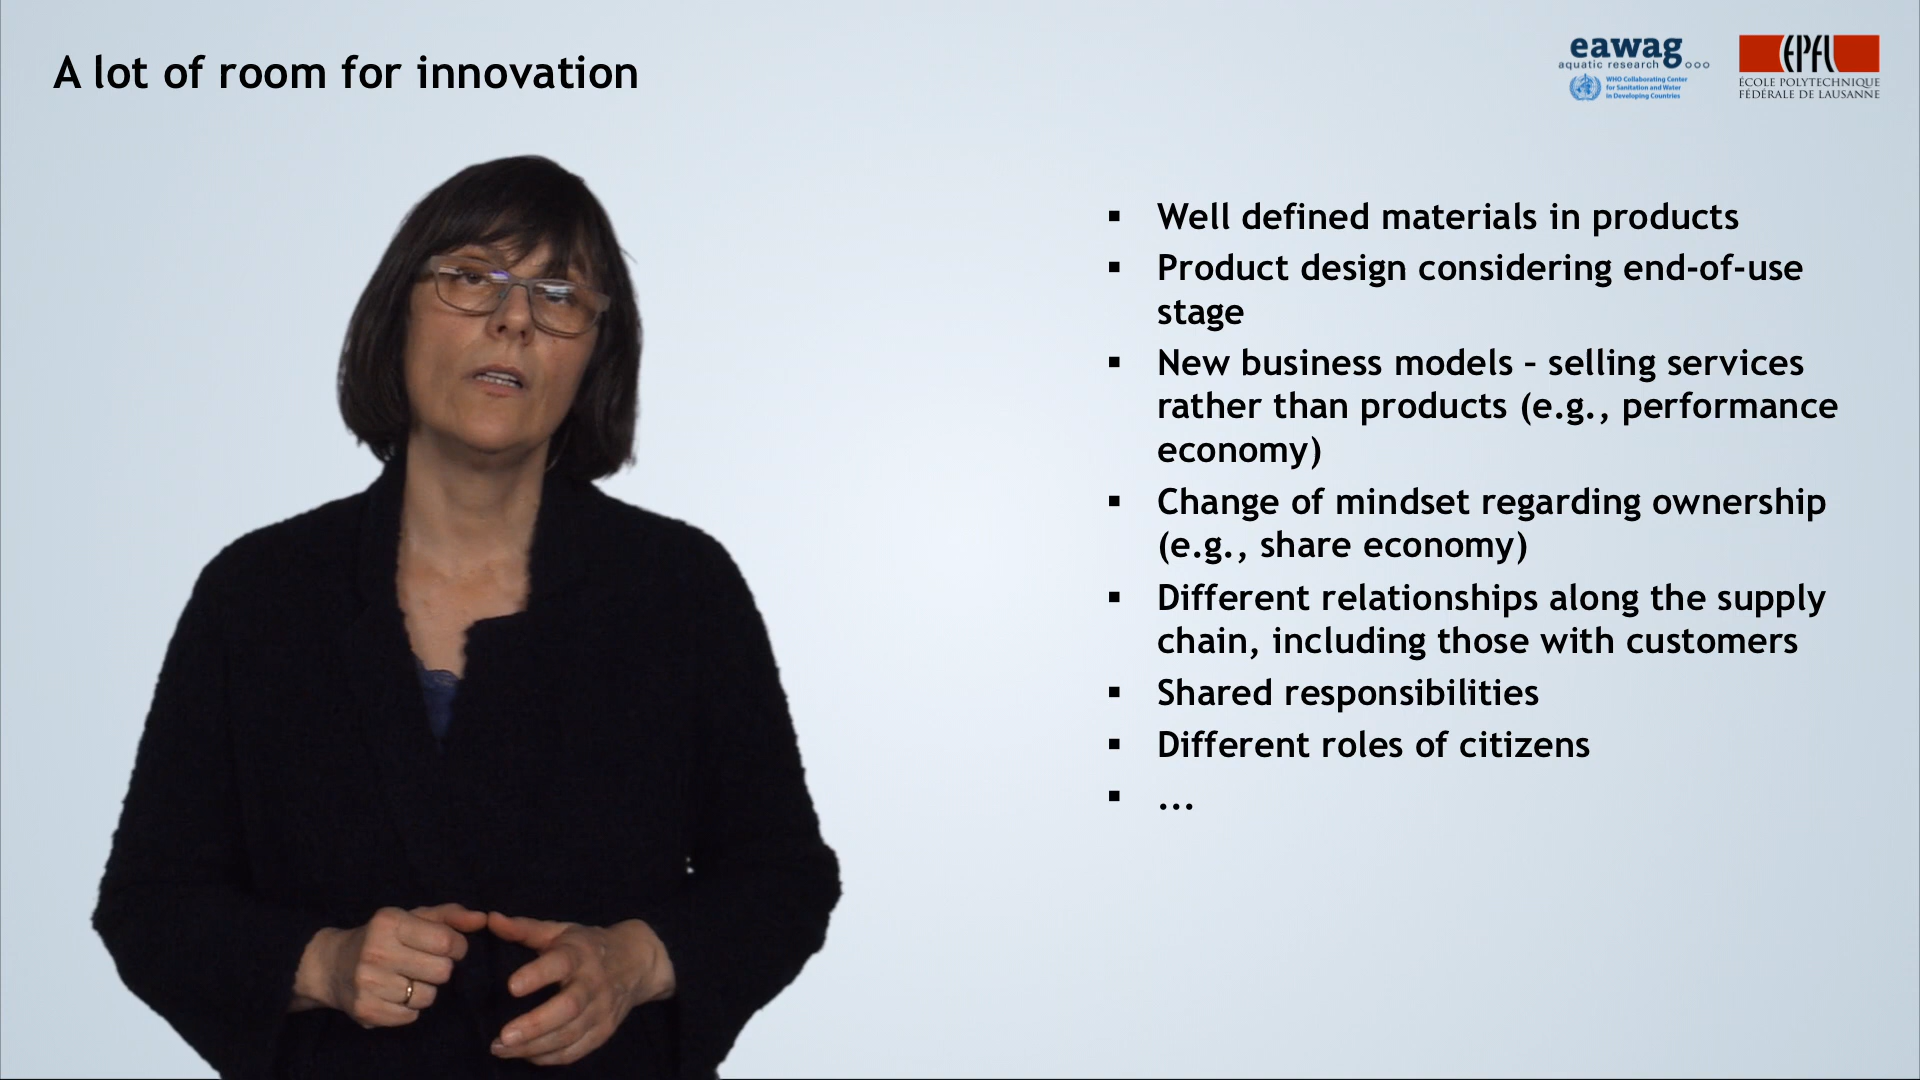 A lot of room for innovation
eawag
aquatic research
WHO Collaborating Center
for Sanitation and Water
in Developing Countries
EPFL
ÉCOLE POLYTECHNIQUE
FÉDÉRALE DE LAUSANNE
▪ Well defined materials in products
▪ Product design considering end-of-use
stage
▪ New business models – selling services
rather than products (e.g., performance
economy)
▪ Change of mindset regarding ownership
(e.g., share economy)
▪ Different relationships along the supply
chain, including those with customers
▪ Shared responsibilities
▪ Different roles of citizens
▪ ...